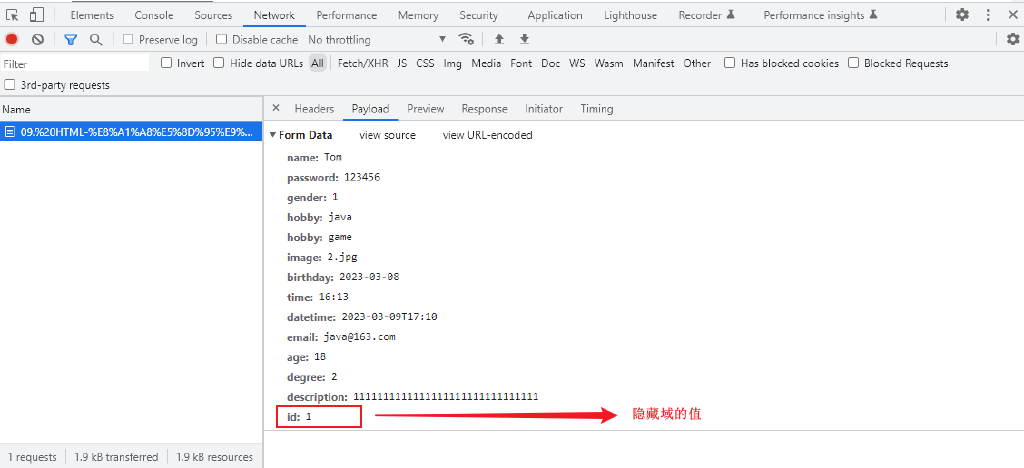 Elements Console Sources Network Performance Memory Security Application Lighthouse Recorder Performance insights
Preserve log Disable cache No throttling
Filter Invert Hide data URLs All Fetch/XHR JS CSS Img Media Font Doc WS Wasm Manifest Other Has blocked cookies Blocked Requests
3rd-party requests
Name
09.%20HTML-%E8%A1%A8%E5%8D%95%E9%...
Headers Payload Preview Response Initiator Timing
Form Data view source view URL-encoded
name: Tom
password: 123456
gender: 1
hobby: java
hobby: game
image: 2.jpg
birthday: 2023-03-08
time: 16:13
datetime: 2023-03-09T17:10
email: java@163.com
age: 18
degree: 2
description:
id: 1 隐藏域的值
1 requests 1.9 kB transferred 1.9 kB resources